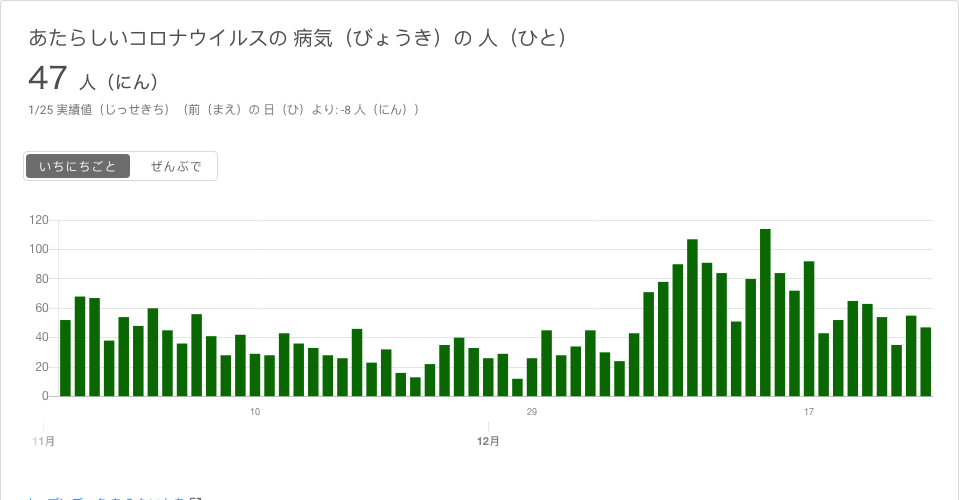 あたらしいコロナウイルスの 病気（びょうき）の 人（ひと）
47 人（にん）
1/25 実績値（じっせきち）（前（まえ）の 日（ひ）より: -8 人（にん））
いちにちごと ぜんぶで
120
100
80
60
40
20
0
10 29 17
11月 12月